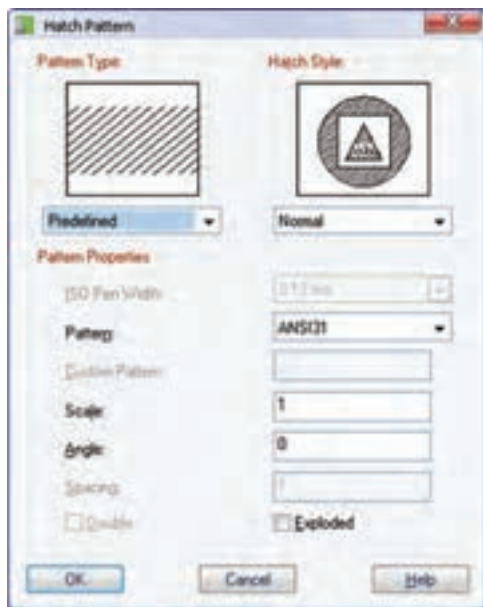 Hatch Pattern
Pattern Type: Hatch Style:
Predefined Normal
Pattern Properties
ISO Pen Width:
Pattern: ANSI31
Custom Pattern:
Scale: 1
Angle: 0
Spacing: 1
Double Exploded
OK Cancel Help